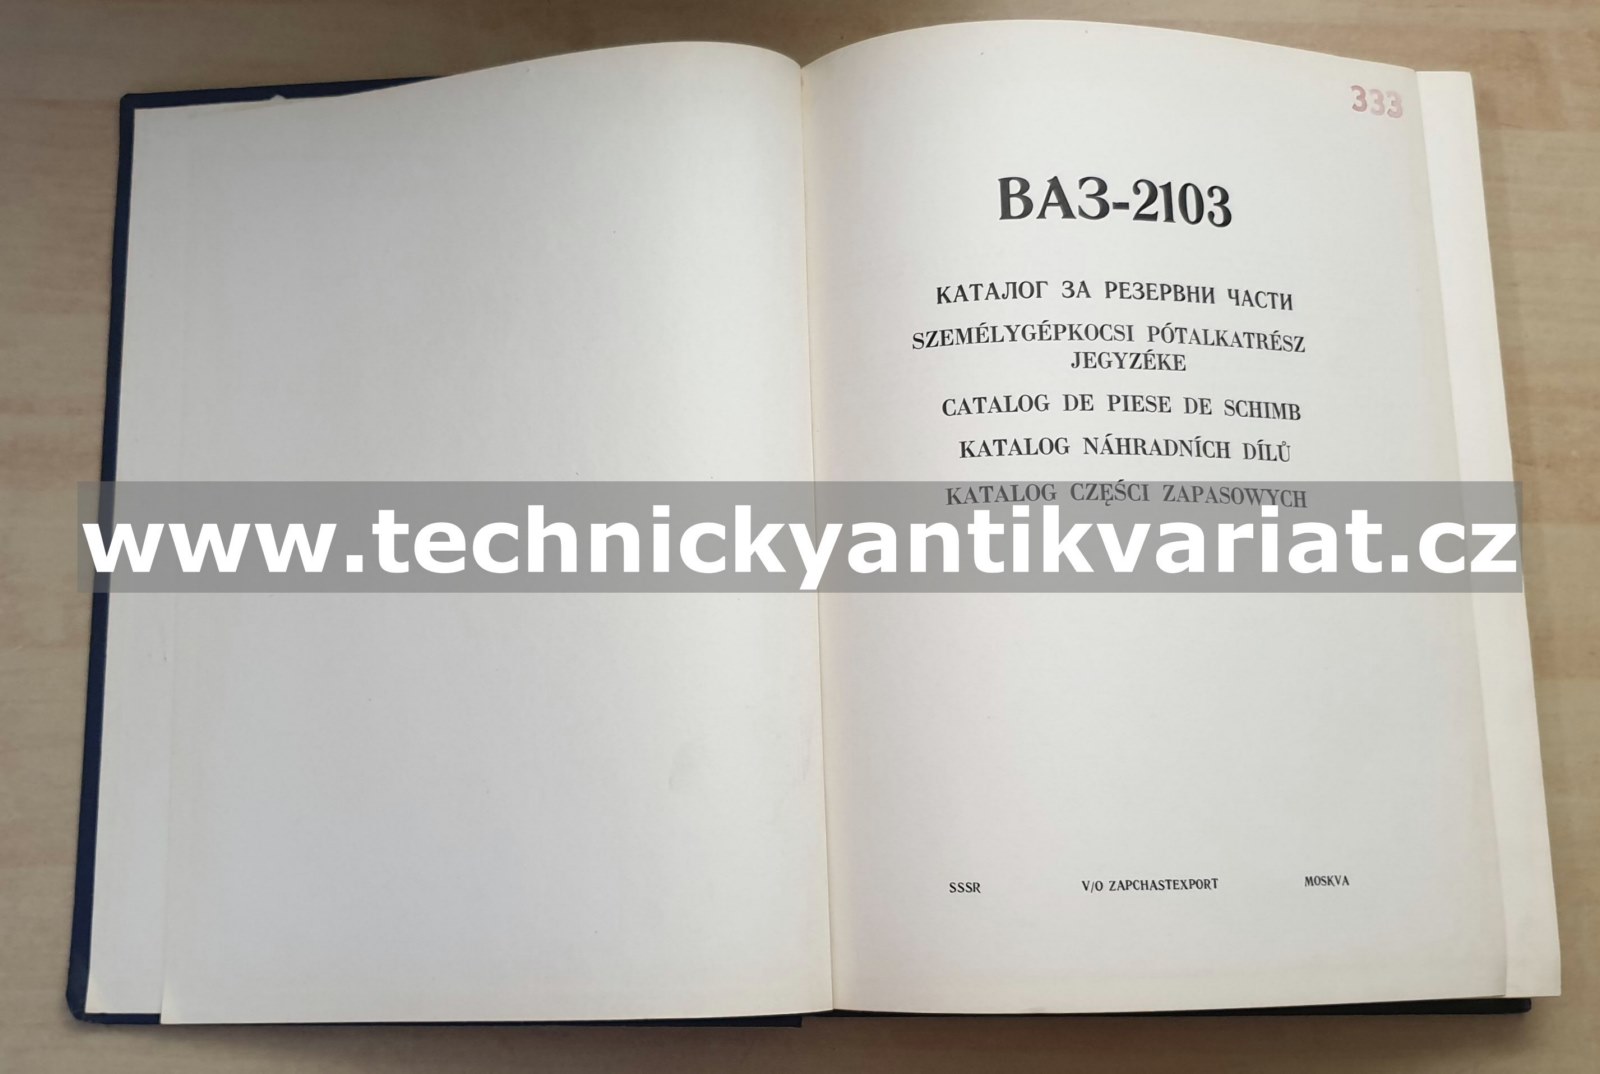 333
ВАЗ-2103
КАТАЛОГ ЗА РЕЗЕРВНИ ЧАСТИ
SZEMÉLYGÉPKOCSI PÓTALKATRÉSZ
JEGYZÉKE
CATALOG DE PIESE DE SCHIMB
KATALOG NÁHRADNÍCH DÍLŮ
KATALOG CZĘŚCI ZAPASOWYCH
www.technickyantikvariat.cz
SSSR V/O ZAPCHASTEXPORT MOSKVA